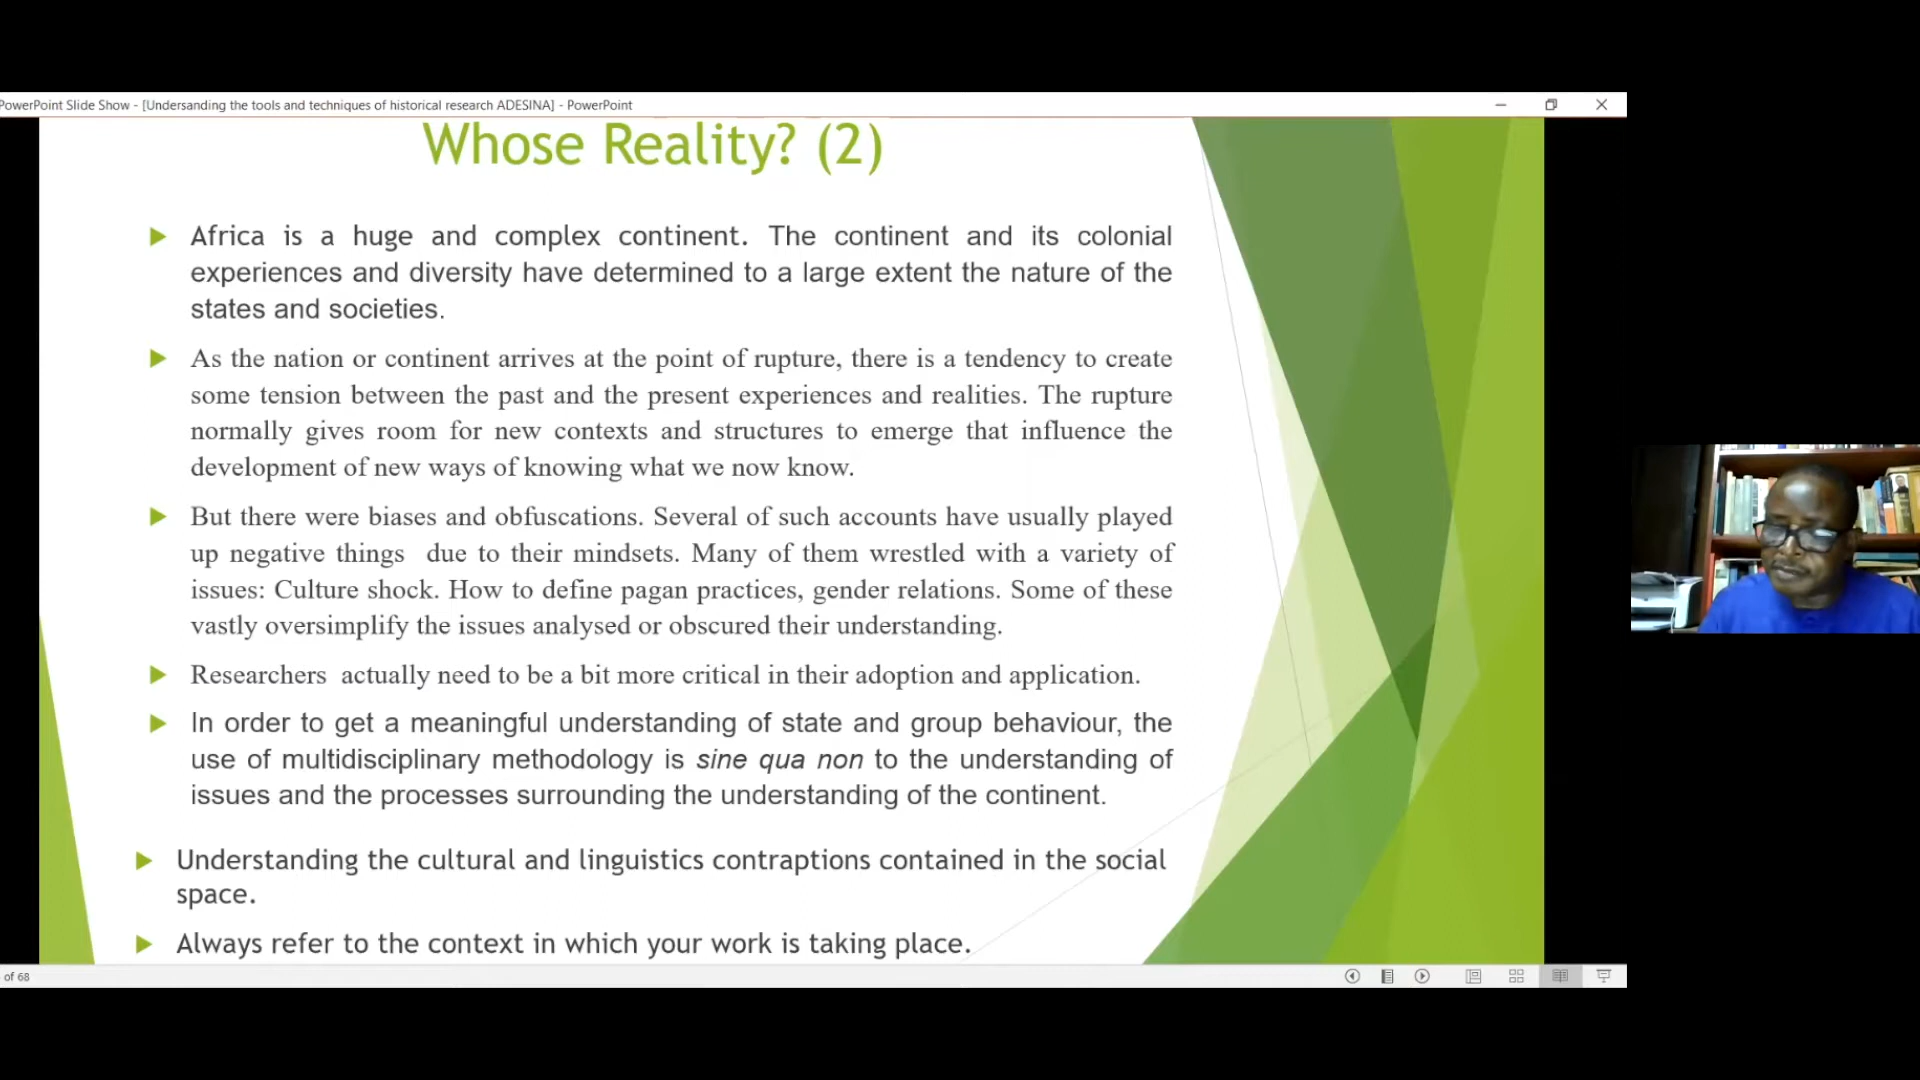 PowerPoint Slide Show - [Undersanding the tools and techniques of historical research ADESINA] - PowerPoint
Whose Reality? (2)
Africa is a huge and complex continent. The continent and its colonial
experiences and diversity have determined to a large extent the nature of the
states and societies.
As the nation or continent arrives at the point of rupture, there is a tendency to create
some tension between the past and the present experiences and realities. The rupture
normally gives room for new contexts and structures to emerge that influence the
development of new ways of knowing what we now know.
But there were biases and obfuscations. Several of such accounts have usually played
up negative things due to their mindsets. Many of them wrestled with a variety of
issues: Culture shock. How to define pagan practices, gender relations. Some of these
vastly oversimplify the issues analysed or obscured their understanding.
Researchers actually need to be a bit more critical in their adoption and application.
In order to get a meaningful understanding of state and group behaviour, the
use of multidisciplinary methodology is sine qua non to the understanding of
issues and the processes surrounding the understanding of the continent.
Understanding the cultural and linguistics contraptions contained in the social
space.
Always refer to the context in which your work is taking place.
of 68